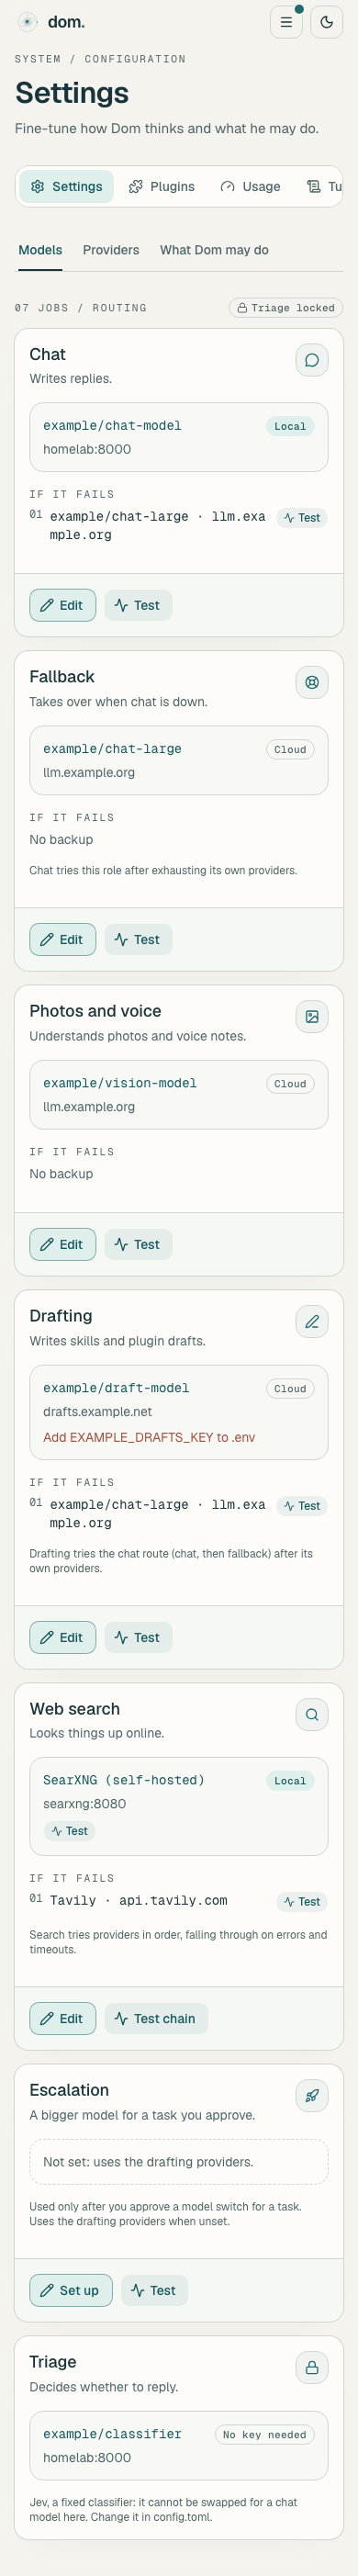 dom.
SYSTEM / CONFIGURATION
Settings
Fine-tune how Dom thinks and what he may do.
Settings Plugins Usage Tu
Models Providers What Dom may do
07 JOBS / ROUTING Triage locked
Chat
Writes replies.
example/chat-model Local
homelab:8000
IF IT FAILS
01 example/chat-large · llm.exa Test
mple.org
Edit Test
Fallback
Takes over when chat is down.
example/chat-large Cloud
llm.example.org
IF IT FAILS
No backup
Chat tries this role after exhausting its own providers.
Edit Test
Photos and voice
Understands photos and voice notes.
example/vision-model Cloud
llm.example.org
IF IT FAILS
No backup
Edit Test
Drafting
Writes skills and plugin drafts.
example/draft-model Cloud
drafts.example.net
Add EXAMPLE_DRAFTS_KEY to .env
IF IT FAILS
01 example/chat-large · llm.exa Test
mple.org
Drafting tries the chat route (chat, then fallback) after its
own providers.
Edit Test
Web search
Looks things up online.
SearXNG (self-hosted) Local
searxng:8080
Test
IF IT FAILS
01 Tavily · api.tavily.com Test
Search tries providers in order, falling through on errors and
timeouts.
Edit Test chain
Escalation
A bigger model for a task you approve.
Not set: uses the drafting providers.
Used only after you approve a model switch for a task.
Uses the drafting providers when unset.
Set up Test
Triage
Decides whether to reply.
example/classifier No key needed
homelab:8000
Jev, a fixed classifier: it cannot be swapped for a chat
model here. Change it in config.toml.